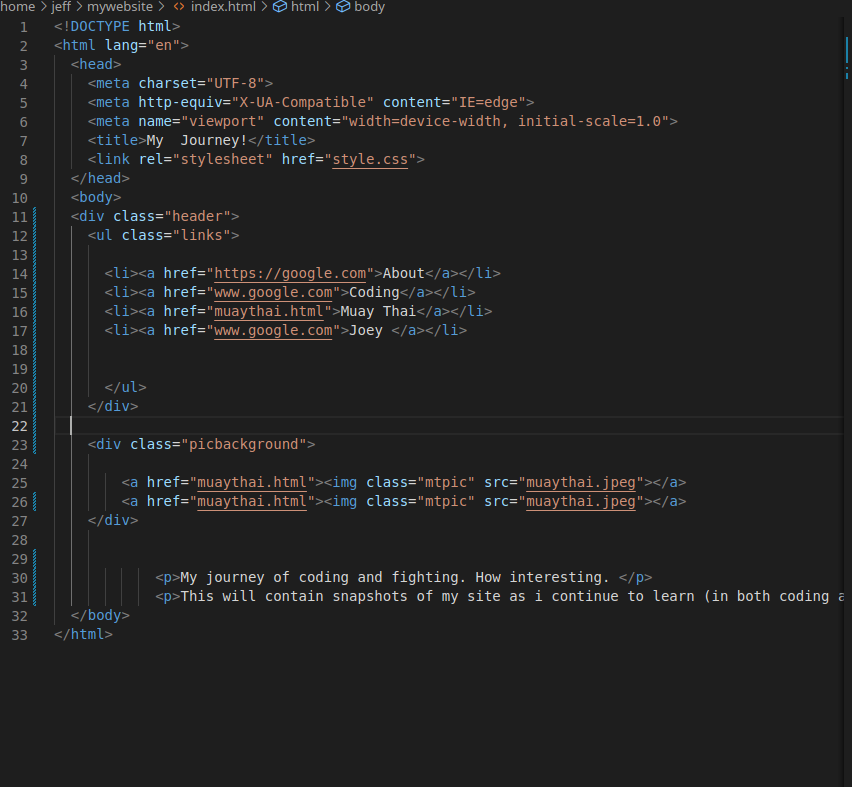 home > jeff > mywebsite > <> index.html > html > body
1 <!DOCTYPE html>
2 <html lang="en">
3 <head>
4 <meta charset="UTF-8">
5 <meta http-equiv="X-UA-Compatible" content="IE=edge">
6 <meta name="viewport" content="width=device-width, initial-scale=1.0">
7 <title>My  Journey!</title>
8 <link rel="stylesheet" href="style.css">
9 </head>
10 <body>
11 <div class="header">
12 <ul class="links">
13
14 <li><a href="https://google.com">About</a></li>
15 <li><a href="www.google.com">Coding</a></li>
16 <li><a href="muaythai.html">Muay Thai</a></li>
17 <li><a href="www.google.com">Joey </a></li>
18
19
20 </ul>
21 </div>
22
23 <div class="picbackground">
24
25 <a href="muaythai.html"><img class="mtpic" src="muaythai.jpeg"></a>
26 <a href="muaythai.html"><img class="mtpic" src="muaythai.jpeg"></a>
27 </div>
28
29
30 <p>My journey of coding and fighting. How interesting. </p>
31 <p>This will contain snapshots of my site as i continue to learn (in both coding a
32 </body>
33 </html>